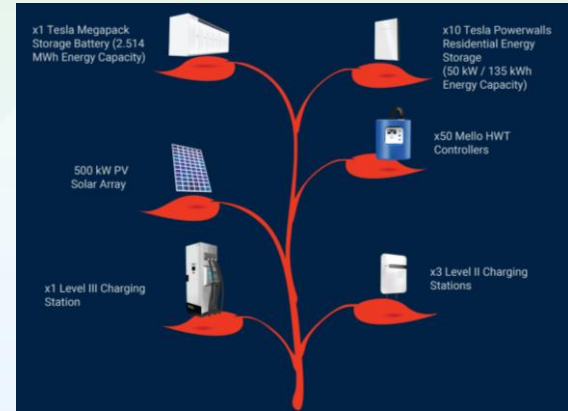 x1 Tesla Megapack
Storage Battery (2.514
MWh Energy Capacity)
x10 Tesla Powerwalls
Residential Energy
Storage
(50 kW / 135 kWh
Energy Capacity)
x50 Mello HWT
Controllers
500 kW PV
Solar Array
x1 Level III Charging
Station
x3 Level II Charging
Stations